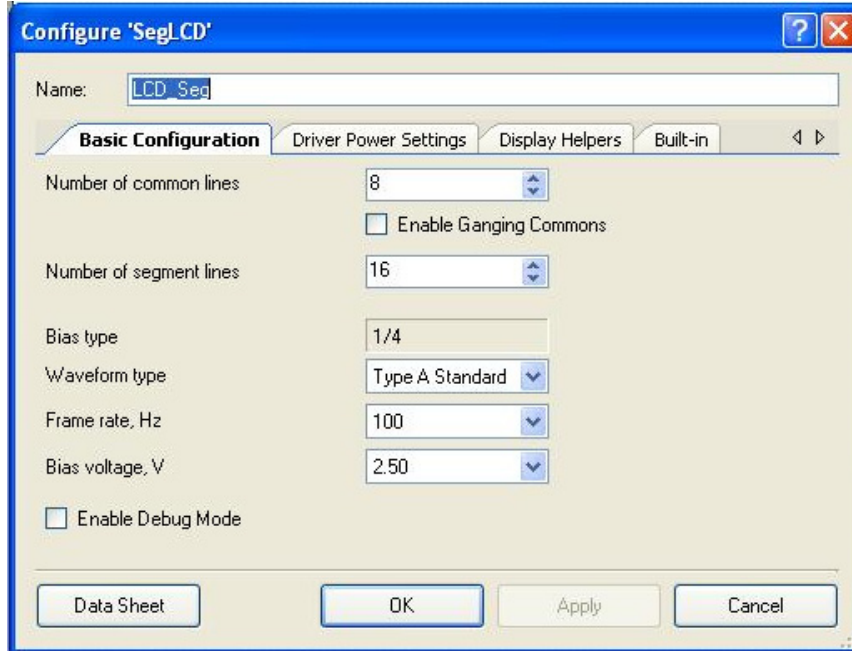 Configure 'SegLCD'
Name: LCD_Seg
Basic Configuration Driver Power Settings Display Helpers Built-in
Number of common lines 8
Enable Ganging Commons
Number of segment lines 16
Bias type 1/4
Waveform type Type A Standard
Frame rate, Hz 100
Bias voltage, V 2.50
Enable Debug Mode
Data Sheet OK Apply Cancel